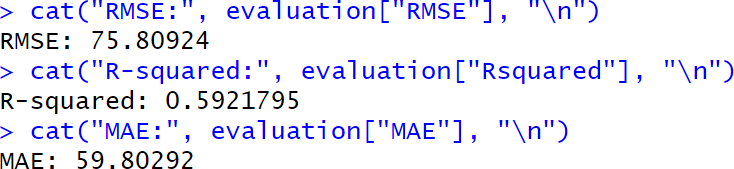 > cat("RMSE:", evaluation["RMSE"], "\n")
RMSE: 75.80924
> cat("R-squared:", evaluation["Rsquared"], "\n")
R-squared: 0.5921795
> cat("MAE:", evaluation["MAE"], "\n")
MAE: 59.80292